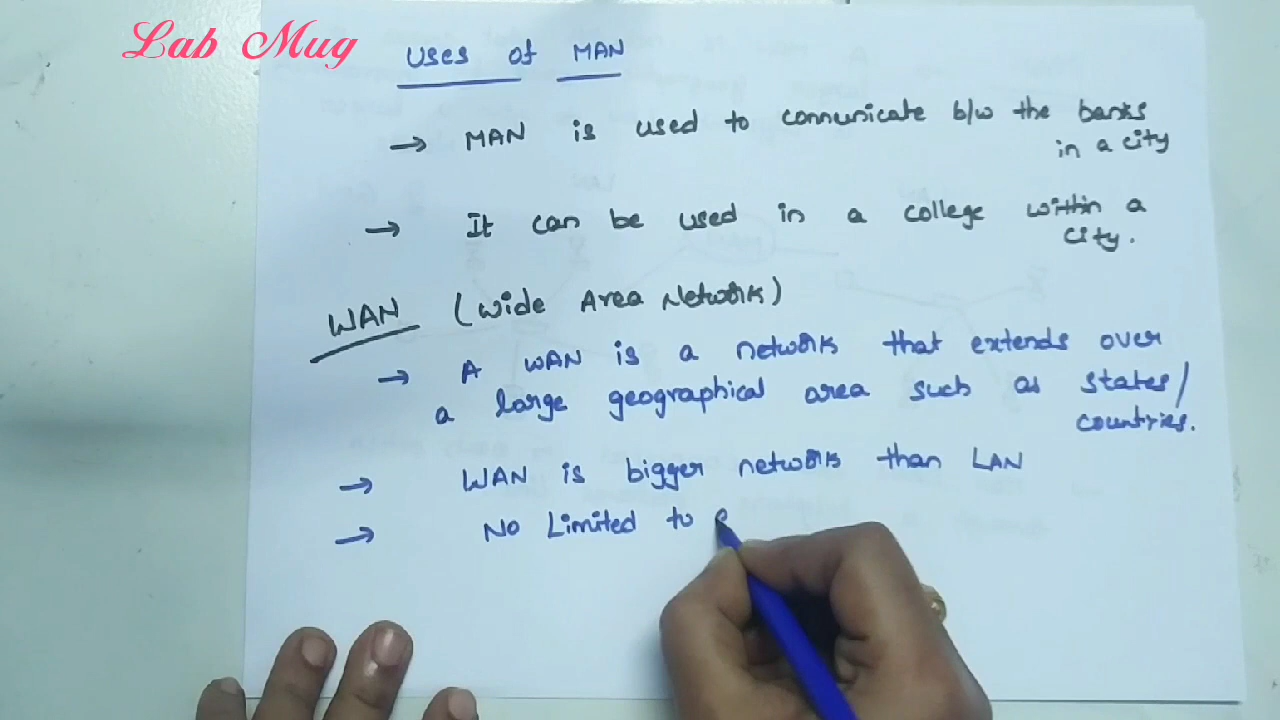 Lab Mug
Uses of MAN
→ MAN is used to connunicate b/w the banks
in a city
→ It can be used in a college within a
city.
WAN (Wide Area Network)
→ A WAN is a network that extends over
a large geographical area such as states/
countries.
→ WAN is bigger network than LAN
→ No Limited to